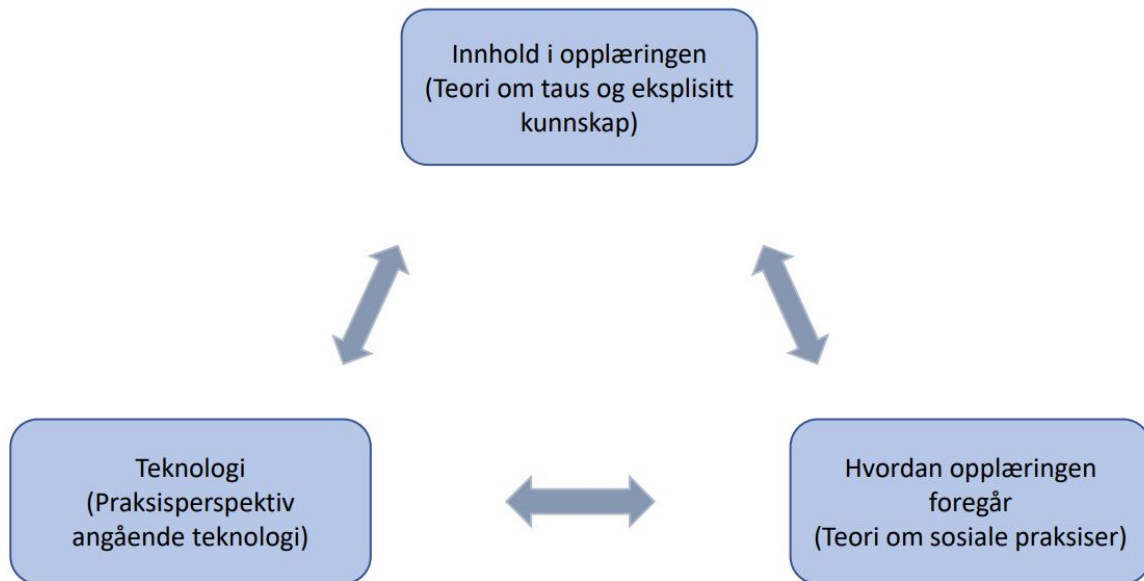 Innhold i opplæringen
(Teori om taus og eksplisitt
kunnskap)
Teknologi
(Praksisperspektiv
angående teknologi)
Hvordan opplæringen
foregår
(Teori om sosiale praksiser)